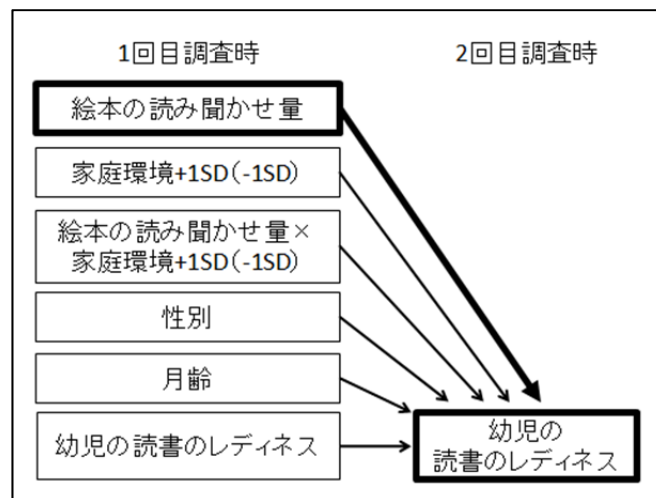 1回目調査時
2回目調査時
絵本の読み聞かせ量
家庭環境+1SD(-1SD)
絵本の読み聞かせ量×
家庭環境+1SD(-1SD)
性別
月齢
幼児の読書のレディネス
幼児の
読書のレディネス